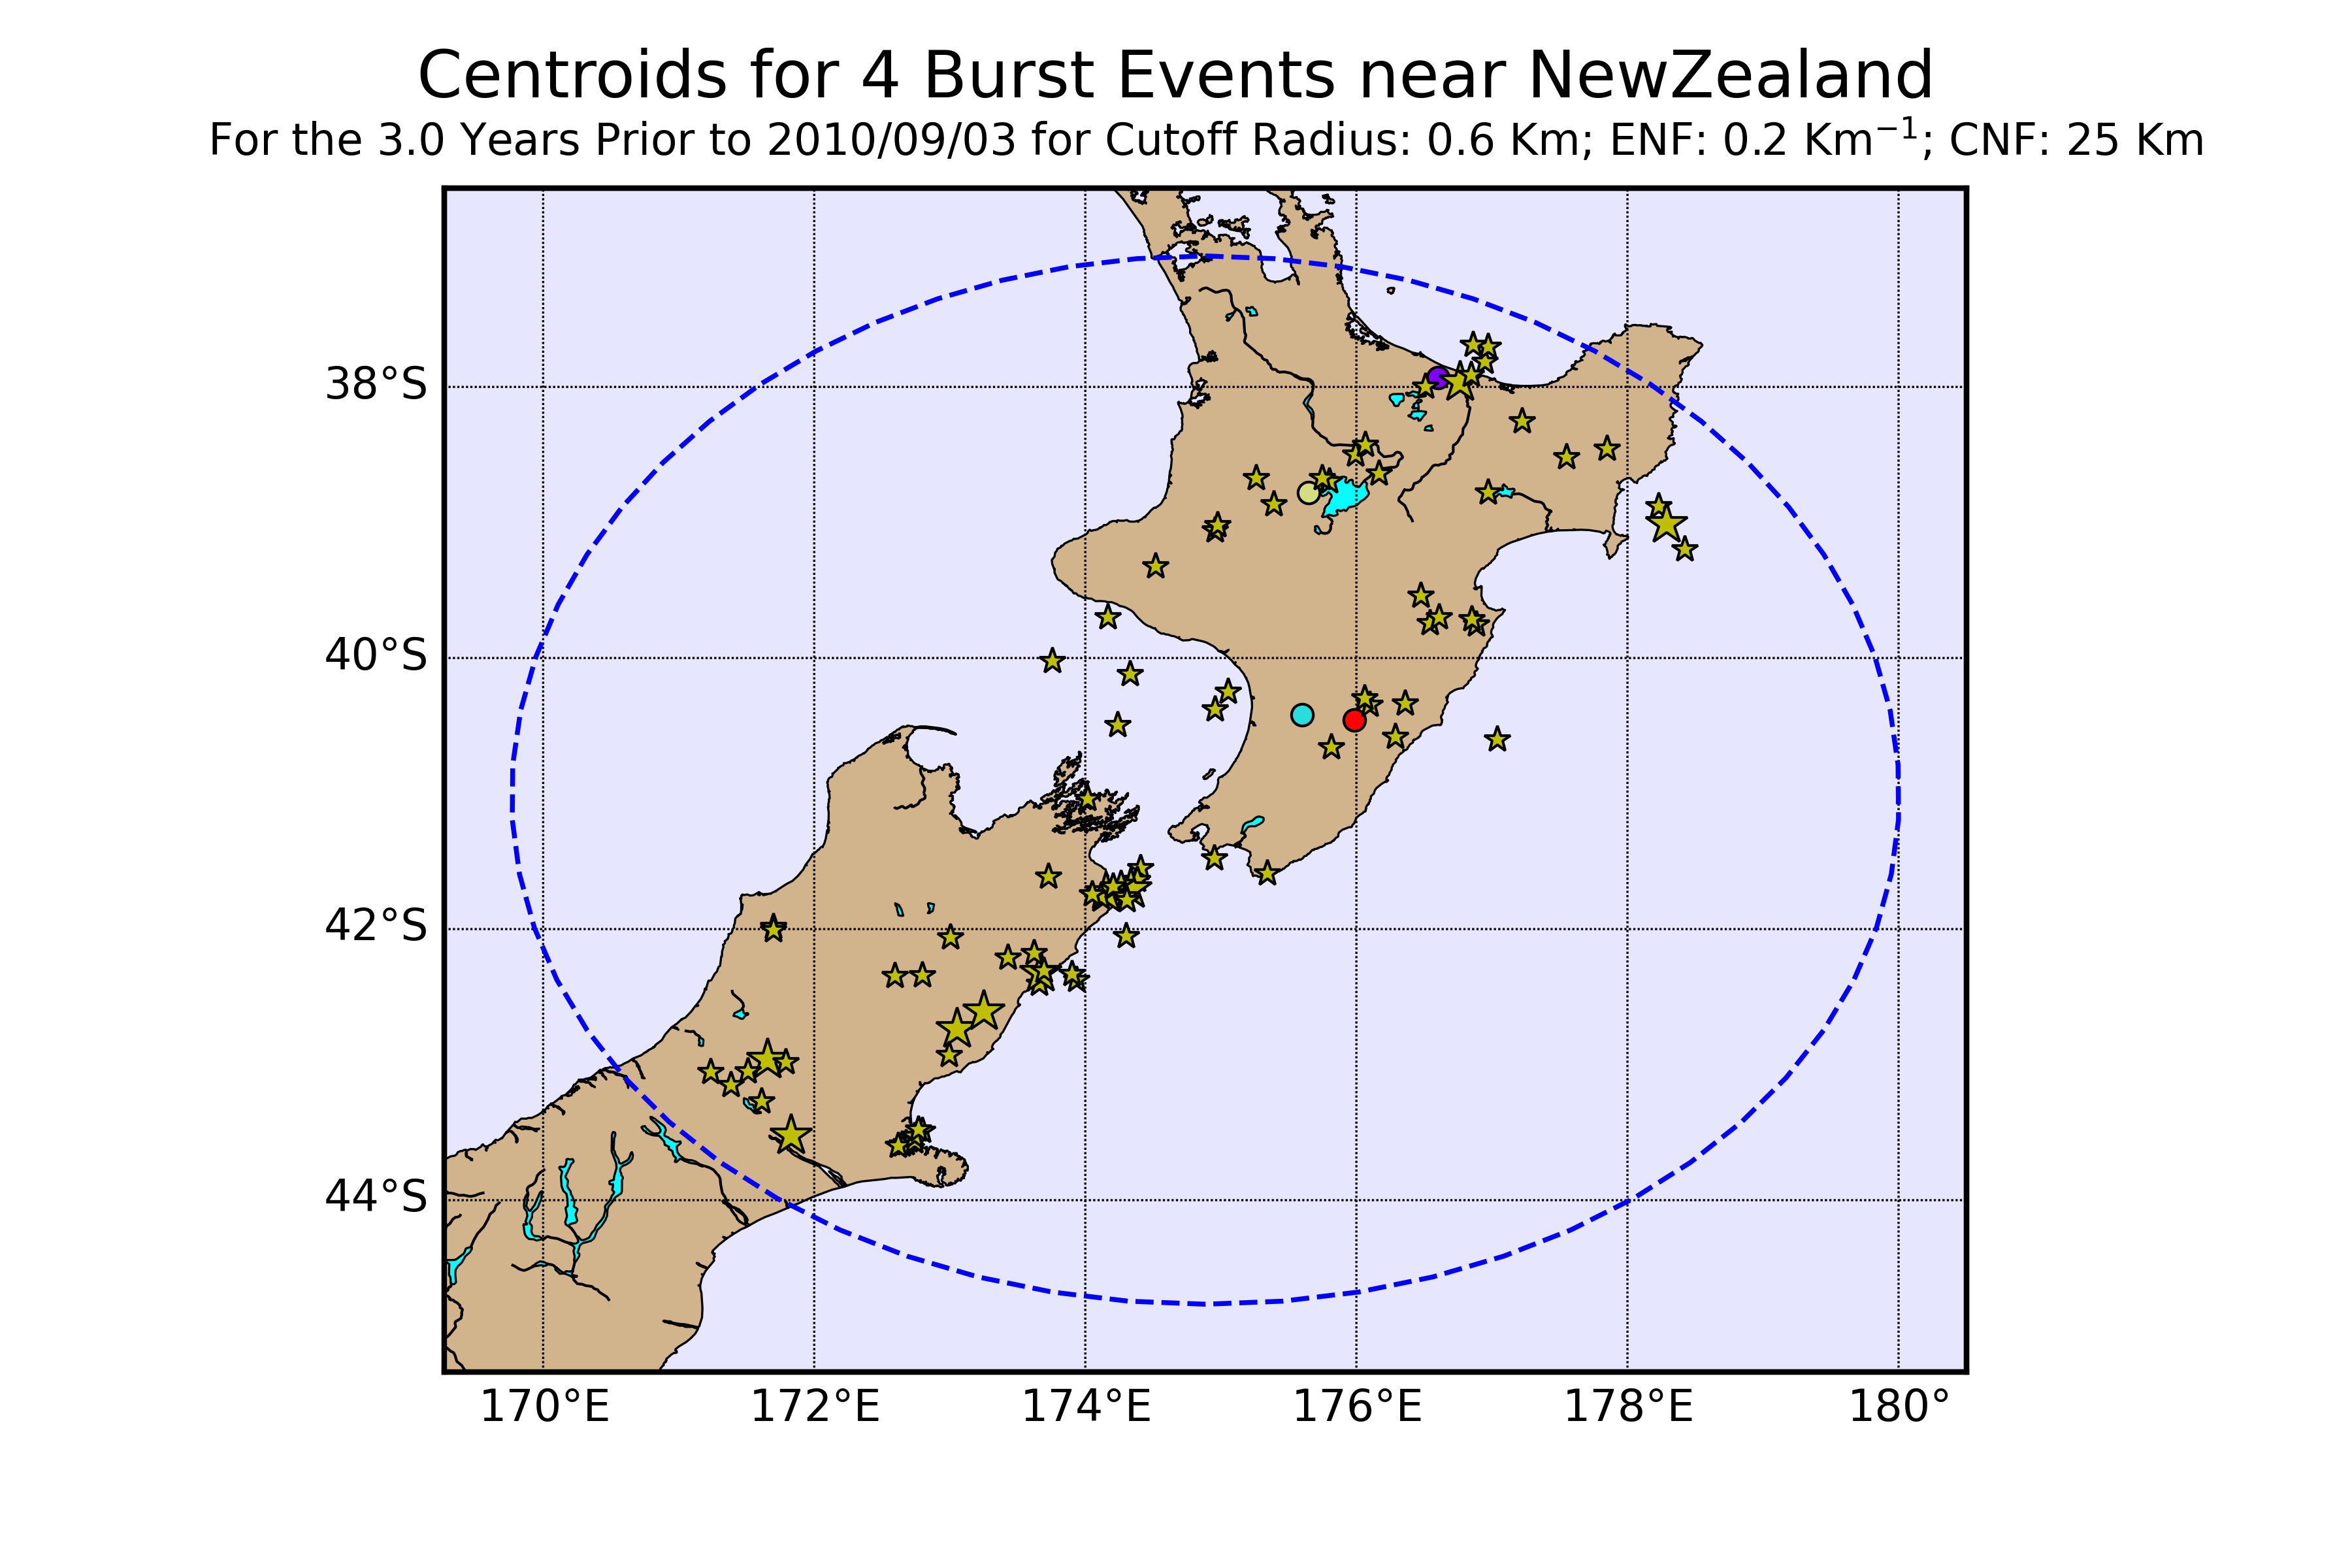 Centroids for 4 Burst Events near NewZealand
For the 3.0 Years Prior to 2010/09/03 for Cutoff Radius: 0.6 Km; ENF: 0.2 Km⁻¹; CNF: 25 Km
38°S
40°S
42°S
44°S
170°E 172°E 174°E 176°E 178°E 180°